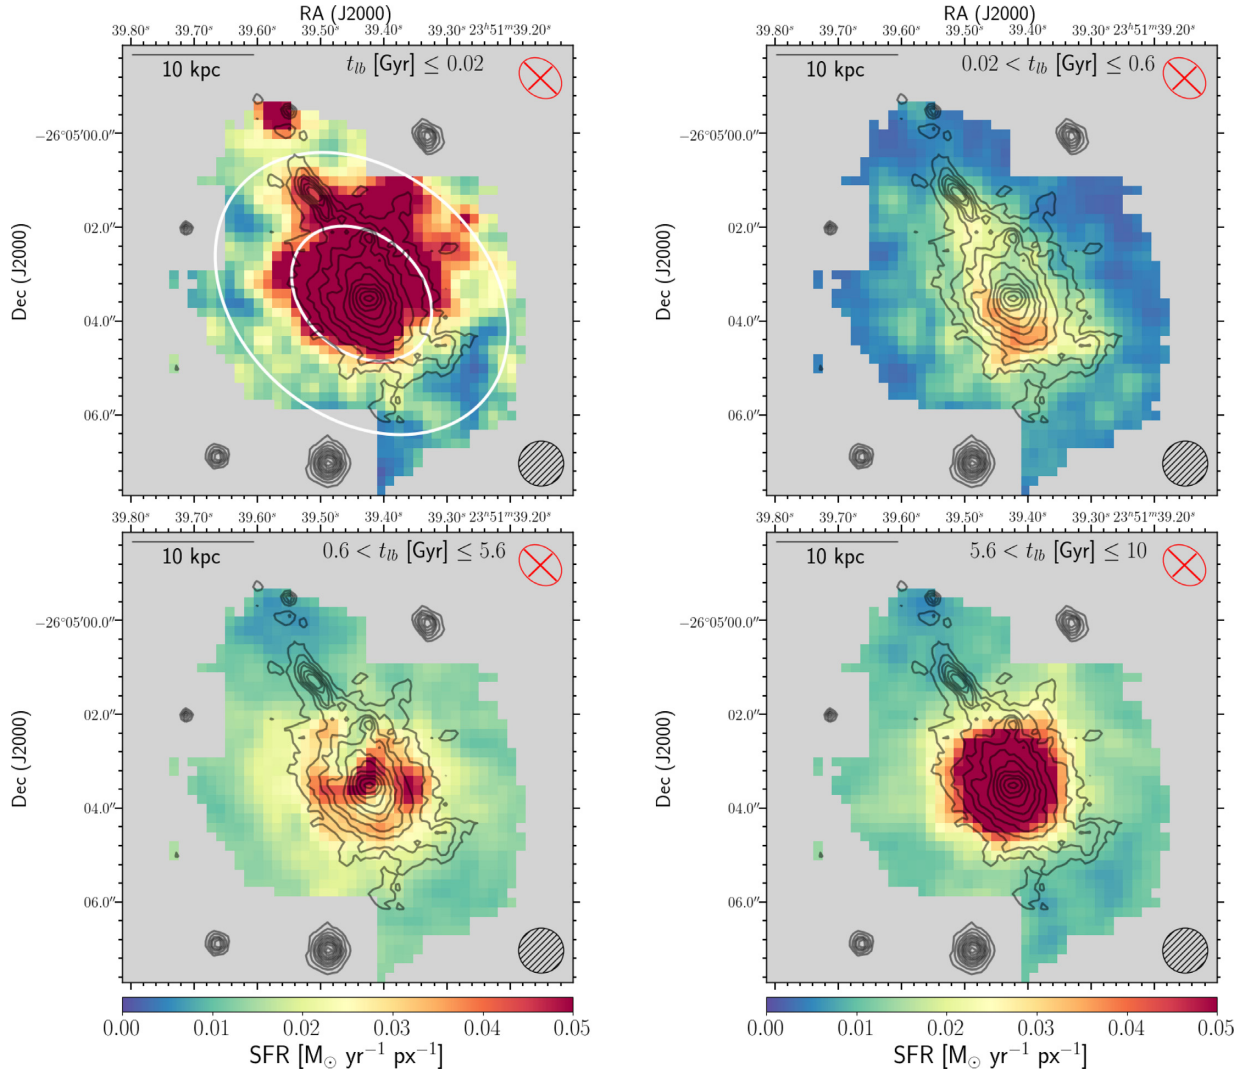 RA (J2000) RA (J2000)
39.80ˢ 39.70ˢ 39.60ˢ 39.50ˢ 39.40ˢ 39.30ˢ 23ʰ51ᵐ39.20ˢ 39.80ˢ 39.70ˢ 39.60ˢ 39.50ˢ 39.40ˢ 39.30ˢ 23ʰ51ᵐ39.20ˢ
10 kpc t_lb [Gyr] ≤ 0.02 10 kpc 0.02 < t_lb [Gyr] ≤ 0.6
−26°05′00.0″ −26°05′00.0″
02.0″ 02.0″
Dec (J2000) Dec (J2000)
04.0″ 04.0″
06.0″ 06.0″
39.80ˢ 39.70ˢ 39.60ˢ 39.50ˢ 39.40ˢ 39.30ˢ 23ʰ51ᵐ39.20ˢ 39.80ˢ 39.70ˢ 39.60ˢ 39.50ˢ 39.40ˢ 39.30ˢ 23ʰ51ᵐ39.20ˢ
10 kpc 0.6 < t_lb [Gyr] ≤ 5.6 10 kpc 5.6 < t_lb [Gyr] ≤ 10
−26°05′00.0″ −26°05′00.0″
02.0″ 02.0″
Dec (J2000) Dec (J2000)
04.0″ 04.0″
06.0″ 06.0″
0.00 0.01 0.02 0.03 0.04 0.05 0.00 0.01 0.02 0.03 0.04 0.05
SFR [M⊙ yr⁻¹ px⁻¹] SFR [M⊙ yr⁻¹ px⁻¹]